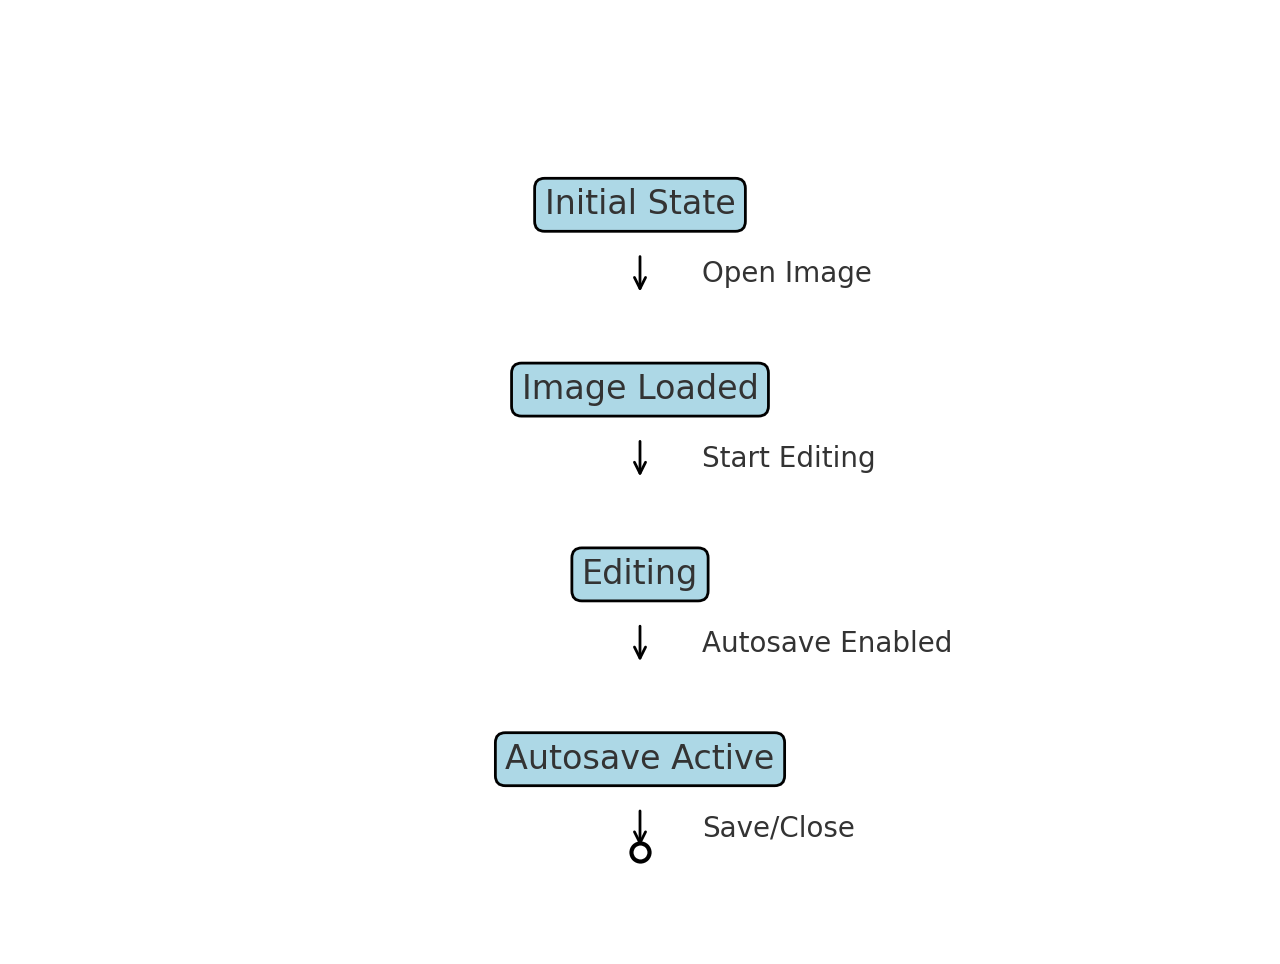 Initial State
Open Image
Image Loaded
Start Editing
Editing
Autosave Enabled
Autosave Active
Save/Close